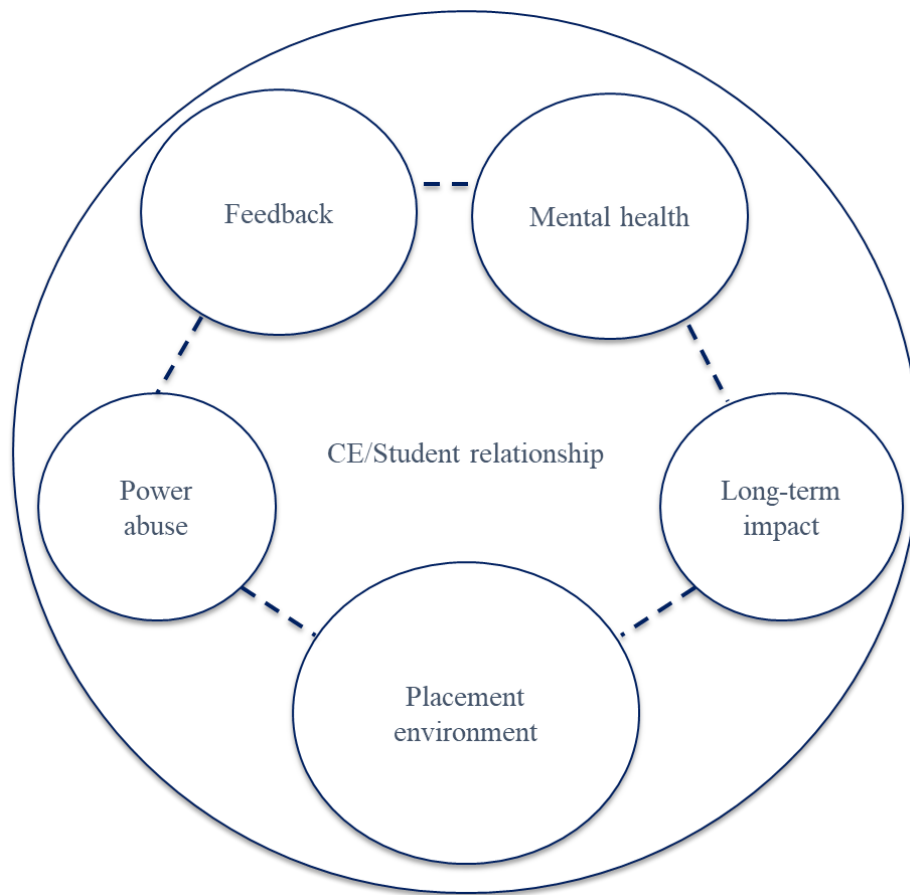 Feedback
Mental health
CE/Student relationship
Power
abuse
Long-term
impact
Placement
environment